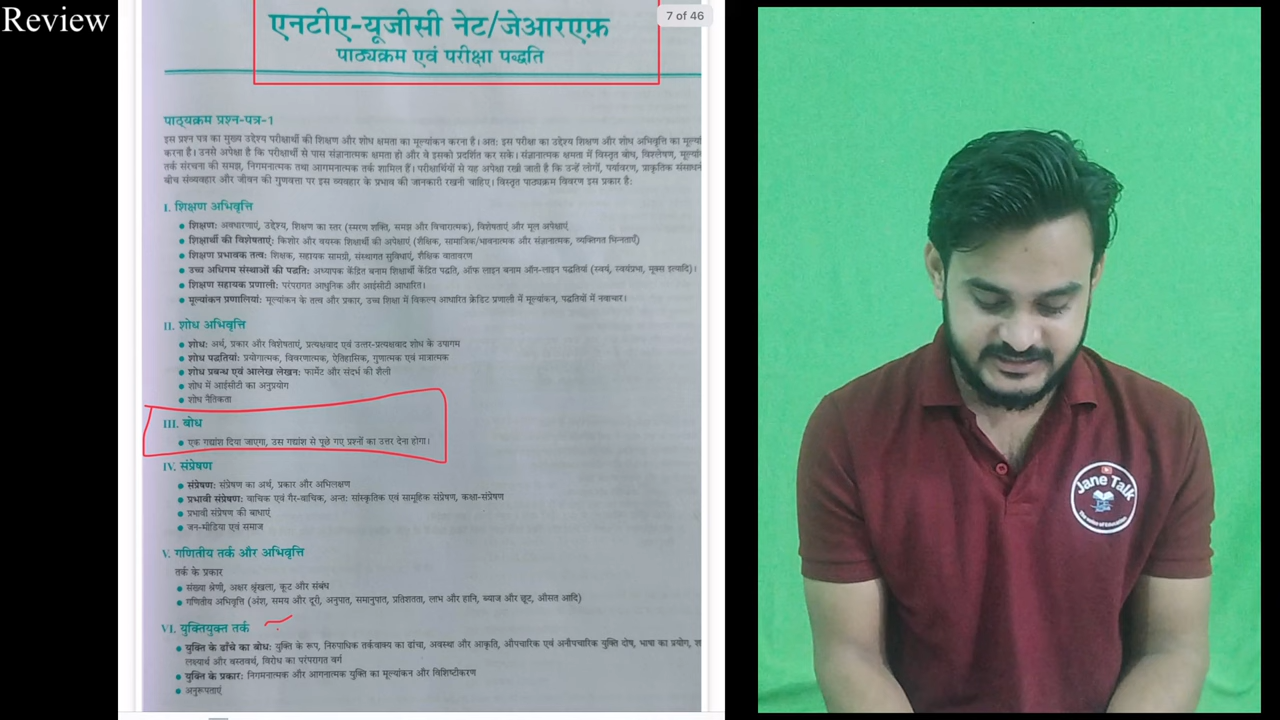 Review
7 of 46
एनटीए-यूजीसी नेट/जेआरएफ़
पाठ्यक्रम एवं परीक्षा पद्धति
पाठ्यक्रम प्रश्न-पत्र-1
इस प्रश्न पत्र का मुख्य उद्देश्य परीक्षार्थी की शिक्षण और शोध क्षमता का मूल्यांकन करना है। अतः इस परीक्षा का उद्देश्य शिक्षण और शोध अभिवृत्ति का
करना है। उनसे अपेक्षा है कि परीक्षार्थी से पास संज्ञानात्मक क्षमता हो और वे इसको प्रदर्शित कर सके। संज्ञानात्मक क्षमता में विस्तृत बोध, विश्लेषण,
तर्क संरचना की समझ, निगमनात्मक तथा आगमनात्मक तर्क शामिल हैं। परीक्षार्थियों से यह अपेक्षा रखी जाती है कि उन्हें लोगों, पर्यावरण, प्राकृतिक
बीच संव्यवहार और जीवन की गुणवत्ता पर इस व्यवहार के प्रभाव की जानकारी रखनी चाहिए। विस्तृत पाठ्यक्रम विवरण इस प्रकार है:
I. शिक्षण अभिवृत्ति
● शिक्षण: अवधारणाएं, उद्देश्य, शिक्षण का स्तर (स्मरण शक्ति, समझ और विचारात्मक), विशेषताएं और मूल अपेक्षाएं
● शिक्षार्थी की विशेषताएं: किशोर और वयस्क शिक्षार्थी की अपेक्षाएं (शैक्षिक, सामाजिक/भावनात्मक और संज्ञानात्मक, व्यक्तिगत भिन्नताएँ)
● शिक्षण प्रभावक तत्व: शिक्षक, सहायक सामग्री, संस्थागत सुविधाएं, शैक्षिक वातावरण
● उच्च अधिगम संस्थाओं की पद्धति: अध्यापक केंद्रित बनाम शिक्षार्थी केंद्रित पद्धति, ऑफ लाइन बनाम ऑन-लाइन पद्धतियां (स्वयं, स्वयंप्रभा, मूक्स इत्यादि)।
● शिक्षण सहायक प्रणाली: परंपरागत आधुनिक और आईसीटी आधारित।
● मूल्यांकन प्रणालियां: मूल्यांकन के तत्व और प्रकार, उच्च शिक्षा में विकल्प आधारित क्रेडिट प्रणाली में मूल्यांकन, पद्धतियों में नवाचार।
II. शोध अभिवृत्ति
● शोध: अर्थ, प्रकार और विशेषताएं, प्रत्यक्षवाद एवं उत्तर-प्रत्यक्षवाद शोध के उपागम
● शोध पद्धतियां: प्रयोगात्मक, विवरणात्मक, ऐतिहासिक, गुणात्मक एवं मात्रात्मक
● शोध प्रबन्ध एवं आलेख लेखन: फार्मेट और संदर्भ की शैली
● शोध में आईसीटी का अनुप्रयोग
● शोध नैतिकता
III. बोध
● एक गद्यांश दिया जाएगा, उस गद्यांश से पूछे गए प्रश्नों का उत्तर देना होगा।
IV. संप्रेषण
● संप्रेषण: संप्रेषण का अर्थ, प्रकार और अभिलक्षण
● प्रभावी संप्रेषण: वाचिक एवं गैर-वाचिक, अन्तः सांस्कृतिक एवं सामूहिक संप्रेषण, कक्षा-संप्रेषण
● प्रभावी संप्रेषण की बाधाएं
● जन-मीडिया एवं समाज
V. गणितीय तर्क और अभिवृत्ति
तर्क के प्रकार
● संख्या श्रेणी, अक्षर श्रृंखला, कूट और संबंध
● गणितीय अभिवृत्ति (अंश, समय और दूरी, अनुपात, समानुपात, प्रतिशतता, लाभ और हानि, ब्याज और छूट, औसत आदि)
VI. युक्तियुक्त तर्क
● युक्ति के ढाँचे का बोध: युक्ति के रूप, निरुपाधिक तर्कवाक्य का ढांचा, अवस्था और आकृति, औपचारिक एवं अनौपचारिक युक्ति दोष, भाषा का प्रयोग,
लक्ष्यार्थ और वस्तवर्थ, विरोध का परंपरागत वर्ग
● युक्ति के प्रकार: निगमनात्मक और आगनात्मक युक्ति का मूल्यांकन और विशिष्टीकरण
● अनुरूपताएं
Jane Talk